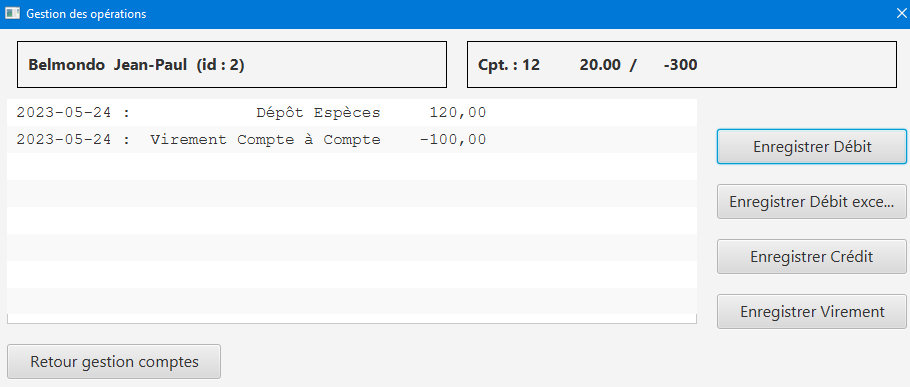 Gestion des opérations
Belmondo Jean-Paul (id : 2)
Cpt. : 12 20.00 / -300
2023-05-24 : Dépôt Espèces 120,00
2023-05-24 : Virement Compte à Compte -100,00
Enregistrer Débit
Enregistrer Débit exce...
Enregistrer Crédit
Enregistrer Virement
Retour gestion comptes